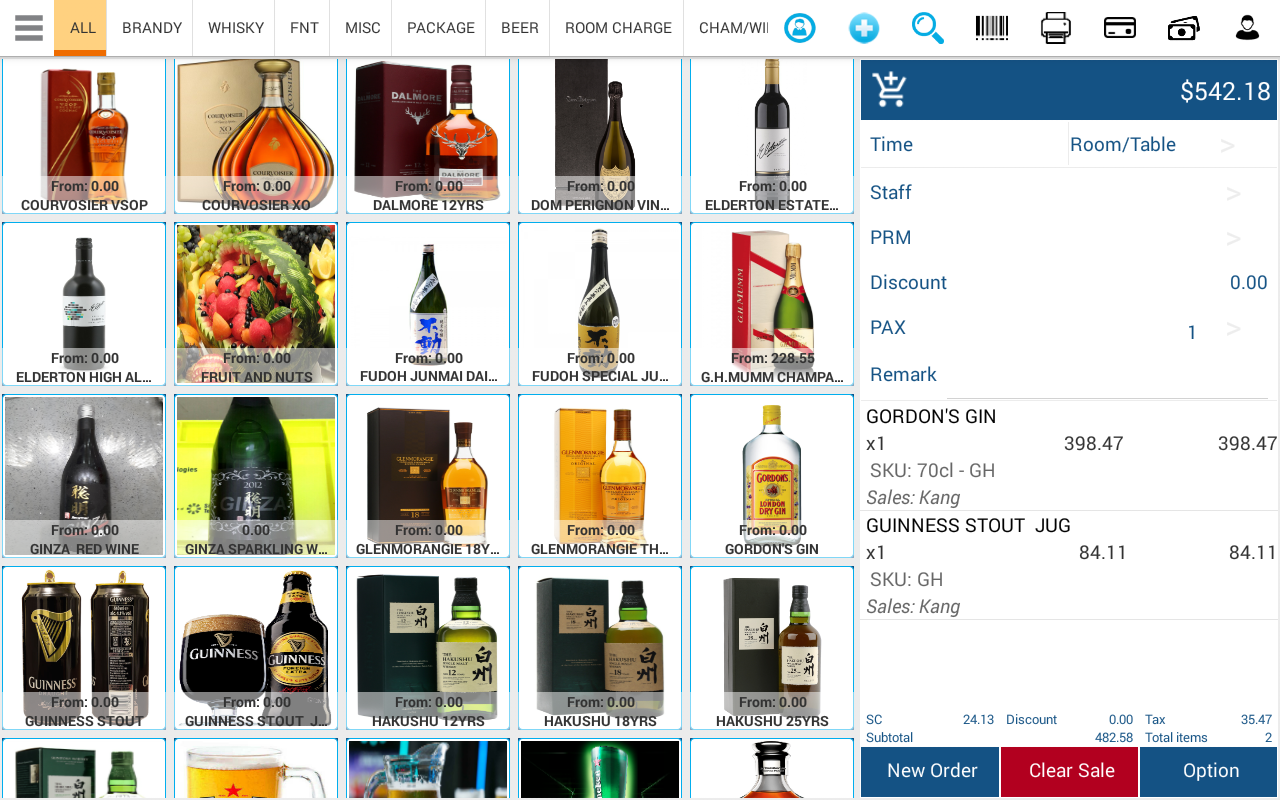 ALL
BRANDY
WHISKY
FNT
MISC
PACKAGE
BEER
ROOM CHARGE
CHAM/WI
$542.18
From: 0.00
COURVOSIER VSOP
From: 0.00
COURVOSIER XO
From: 0.00
DALMORE 12YRS
From: 0.00
DOM PERIGNON VIN...
From: 0.00
ELDERTON ESTATE...
From: 0.00
ELDERTON HIGH AL...
From: 0.00
FRUIT AND NUTS
From: 0.00
FUDOH JUNMAI DAI...
From: 0.00
FUDOH SPECIAL JU...
From: 228.55
G.H.MUMM CHAMPA...
From: 0.00
GINZA RED WINE
0.00
GINZA SPARKLING W...
From: 0.00
GLENMORANGIE 18Y...
From: 0.00
GLENMORANGIE TH...
From: 0.00
GORDON'S GIN
From: 0.00
GUINNESS STOUT
From: 0.00
GUINNESS STOUT J...
From: 0.00
HAKUSHU 12YRS
From: 0.00
HAKUSHU 18YRS
From: 0.00
HAKUSHU 25YRS
Time
Room/Table >
Staff >
PRM >
Discount 0.00
PAX 1 >
Remark
GORDON'S GIN
x1 398.47 398.47
SKU: 70cl - GH
Sales: Kang
GUINNESS STOUT  JUG
x1 84.11 84.11
SKU: GH
Sales: Kang
SC 24.13 Discount 0.00 Tax 35.47
Subtotal 482.58 Total items 2
New Order
Clear Sale
Option